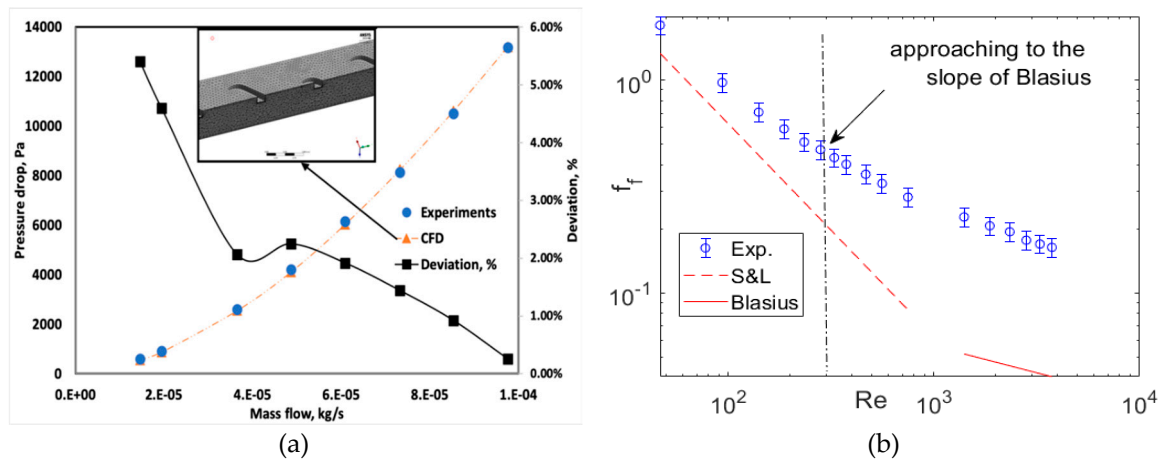 (a)
14000
12000
10000
8000
6000
4000
2000
0
Pressure drop, Pa
6.00%
5.00%
4.00%
3.00%
2.00%
1.00%
0.00%
Deviation, %
ANSYS
Experiments
CFD
Deviation, %
0.E+00
2.E-05
4.E-05
6.E-05
8.E-05
1.E-04
Mass flow, kg/s
(a)
b)
10^0
10^-1
f_f
approaching to the
slope of Blasius
Exp.
S&L
Blasius
10^2
10^3
10^4
Re
(b)